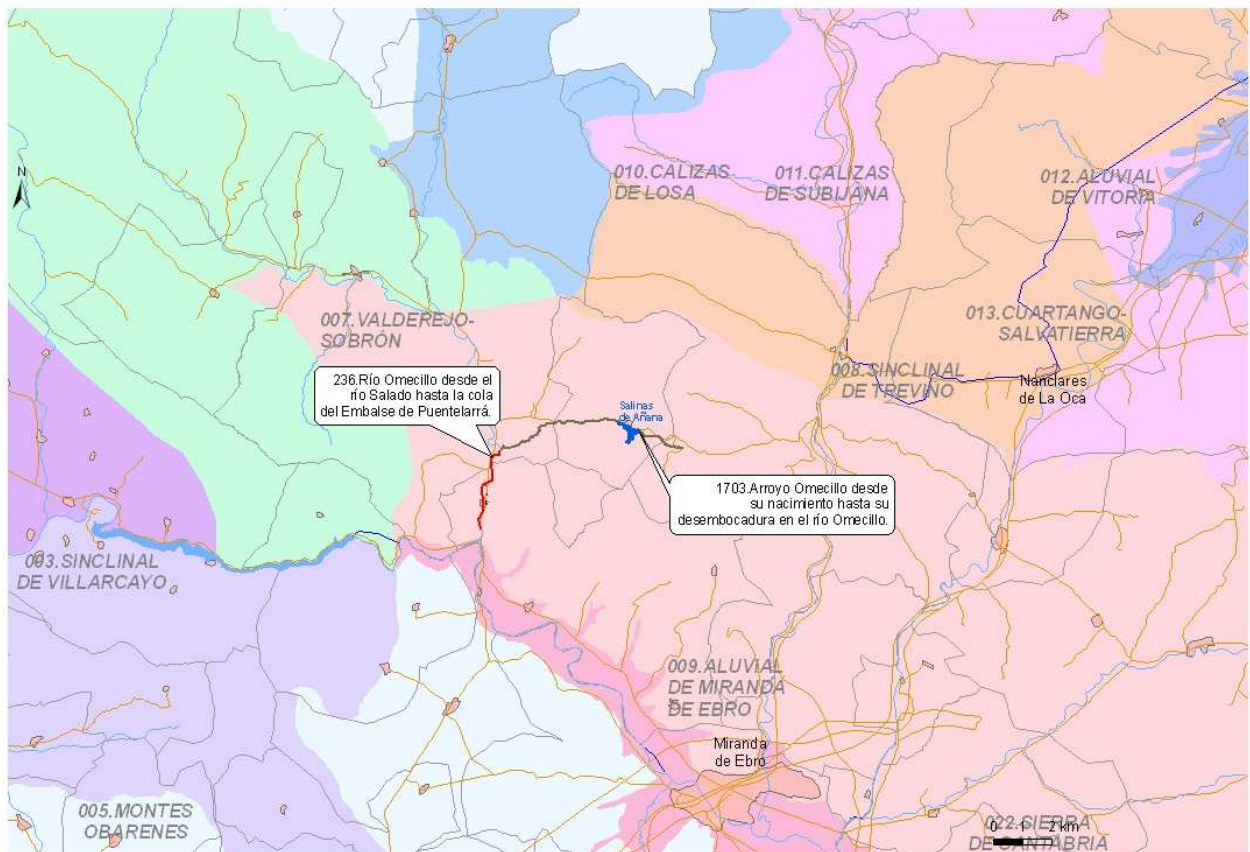 N
010.CALIZAS
DE LOSA
011.CALIZAS
DE SUBIJANA
012.ALUVIAL
DE VITORIA
007.VALDEREJO-
SOBRÓN
013.CUARTANGO-
SALVATIERRA
008.SINCLINAL
DE TREVINO
Nanclares
de La Oca
236.Río Omecillo desde el
río Salado hasta la cola
del Embalse de Puentelarrá.
Salinas
de Añana
1703.Arroyo Omecillo desde
su nacimiento hasta su
desembocadura en el río Omecillo.
003.SINCLINAL
DE VILLARCAYO
009.ALUVIAL
DE MIRANDA
DE EBRO
Miranda
de Ebro
005.MONTES
OBARENES
022.SIERRA
DE CANTABRIA
0 1 2 km